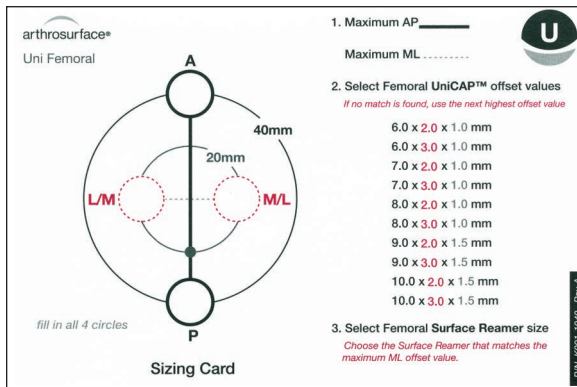 arthrosurface®
Uni Femoral
A
40mm
20mm
L/M
M/L
P
fill in all 4 circles
Sizing Card
1. Maximum AP
Maximum ML
U
2. Select Femoral UniCAP™ offset values
If no match is found, use the next highest offset value
6.0 x 2.0 x 1.0 mm
6.0 x 3.0 x 1.0 mm
7.0 x 2.0 x 1.0 mm
7.0 x 3.0 x 1.0 mm
8.0 x 2.0 x 1.0 mm
8.0 x 3.0 x 1.0 mm
9.0 x 2.0 x 1.5 mm
9.0 x 3.0 x 1.5 mm
10.0 x 2.0 x 1.5 mm
10.0 x 3.0 x 1.5 mm
3. Select Femoral Surface Reamer size
Choose the Surface Reamer that matches the
maximum ML offset value.